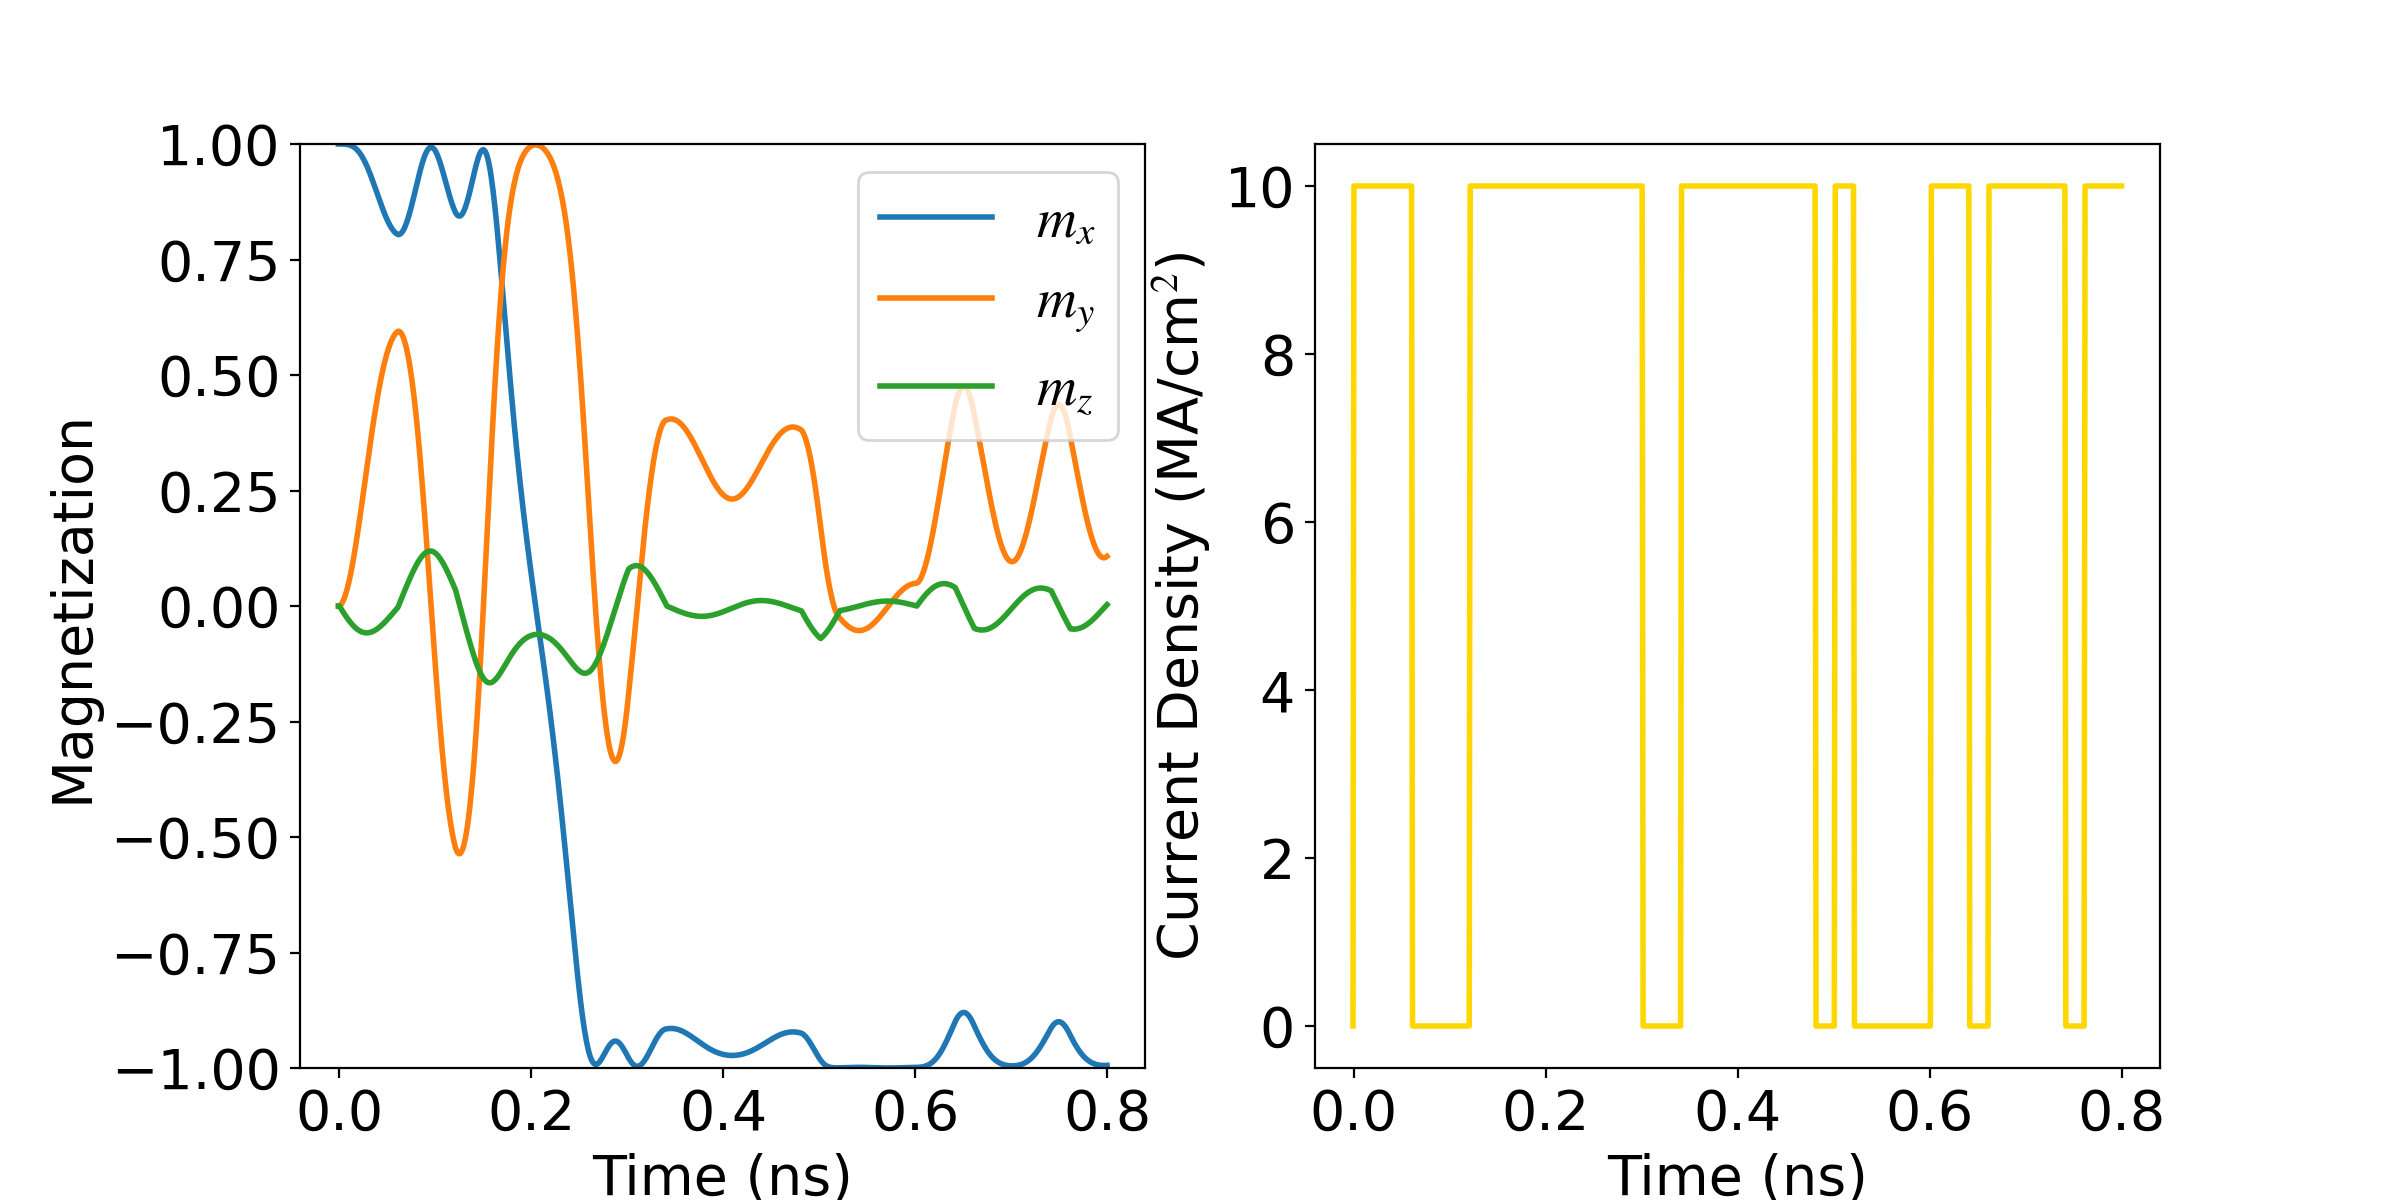 Magnetization
1.00
0.75
0.50
0.25
0.00
−0.25
−0.50
−0.75
−1.00
0.0 0.2 0.4 0.6 0.8
Time (ns)
m_x
m_y
m_z
Current Density (MA/cm²)
10
8
6
4
2
0
0.0 0.2 0.4 0.6 0.8
Time (ns)